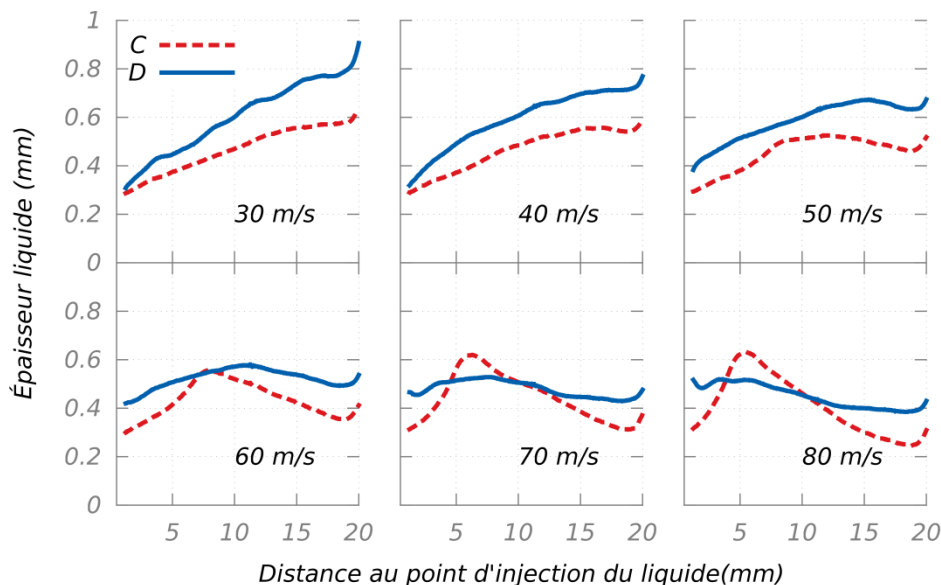 Épaisseur liquide (mm)
1
0.8
0.6
0.4
0.2
0
C
D
30 m/s
40 m/s
50 m/s
0.8
0.6
0.4
0.2
0
60 m/s
70 m/s
80 m/s
5 10 15 20 5 10 15 20 5 10 15 20
Distance au point d'injection du liquide(mm)